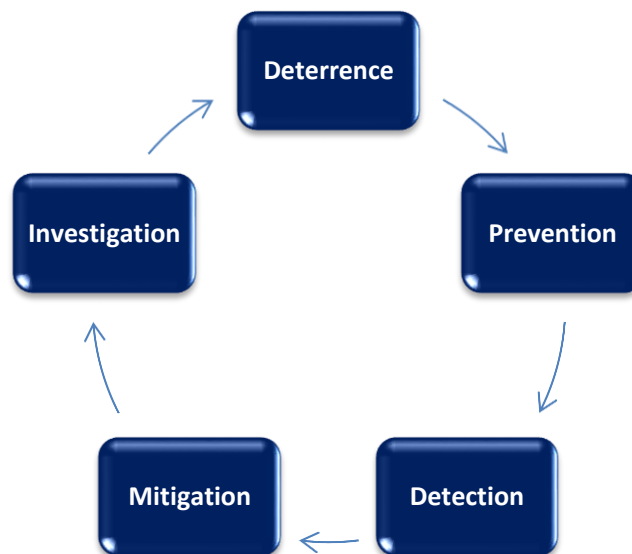 Deterrence
Prevention
Detection
Mitigation
Investigation